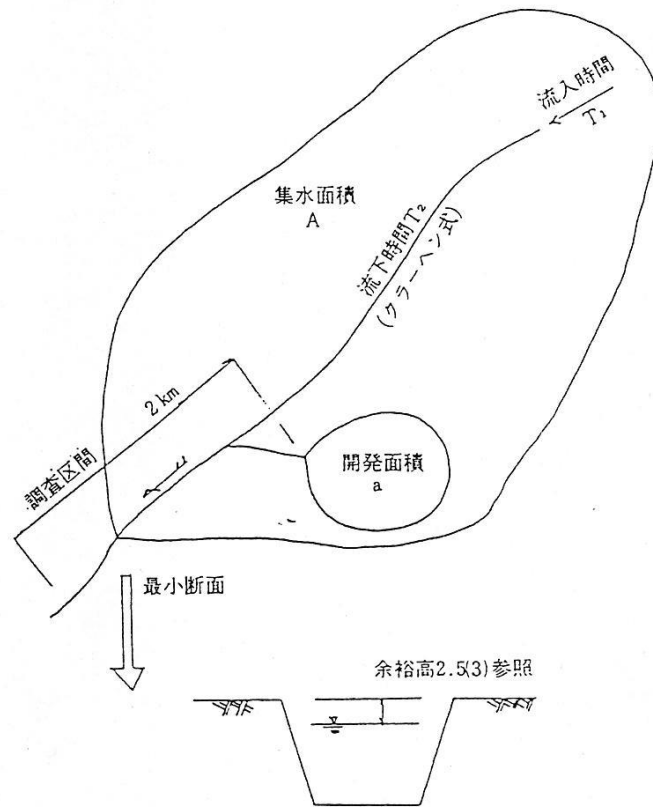 流入時間
T₁
集水面積
A
流下時間T₂
(クラーヘン式)
2km
調査区間
開発面積
a
最小断面
余裕高2.5(3)参照